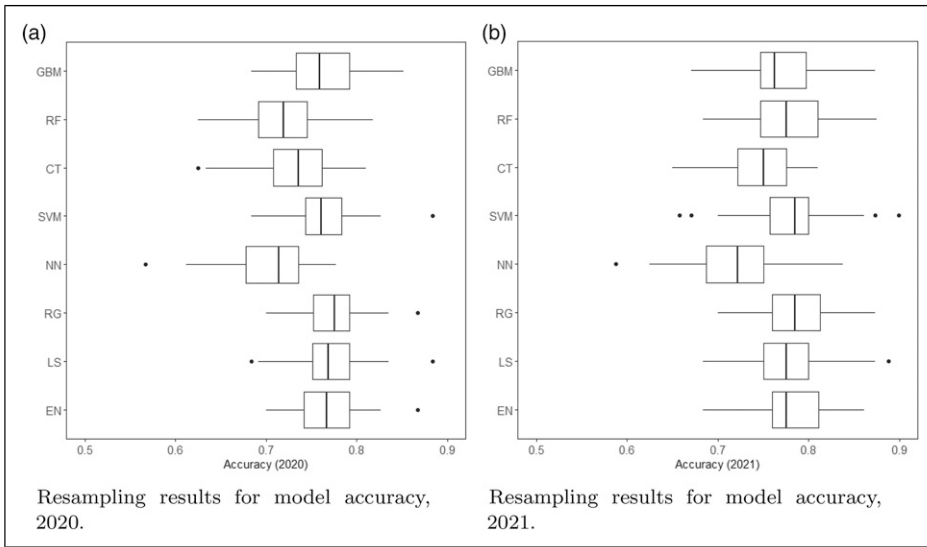 (a)
GBM
RF
CT
SVM
NN
RG
LS
EN
0.5 0.6 0.7 0.8 0.9
Accuracy (2020)
Resampling results for model accuracy,
2020.
(b)
GBM
RF
CT
SVM
NN
RG
LS
EN
0.5 0.6 0.7 0.8 0.9
Accuracy (2021)
Resampling results for model accuracy,
2021.